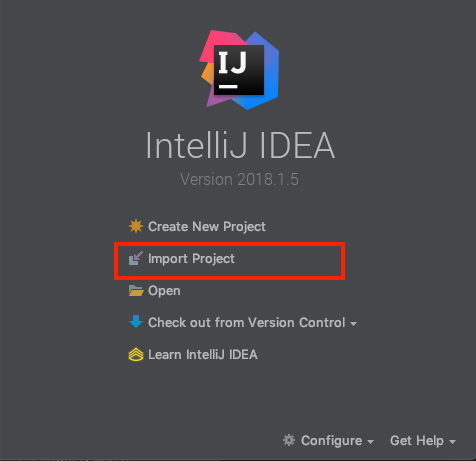 IJ
IntelliJ IDEA
Version 2018.1.5
Create New Project
Import Project
Open
Check out from Version Control
Learn IntelliJ IDEA
Configure Get Help